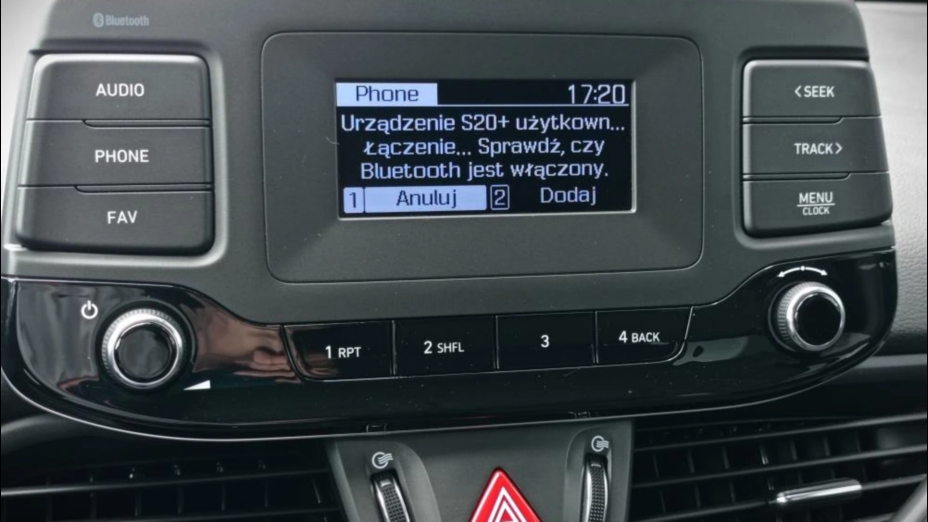 Bluetooth
AUDIO
PHONE
FAV
Phone 17:20
Urządzenie S20+ użytkown...
Łączenie... Sprawdź, czy
Bluetooth jest włączony.
1 Anuluj 2 Dodaj
< SEEK
TRACK >
MENU
CLOCK
1 RPT
2 SHFL
3
4 BACK